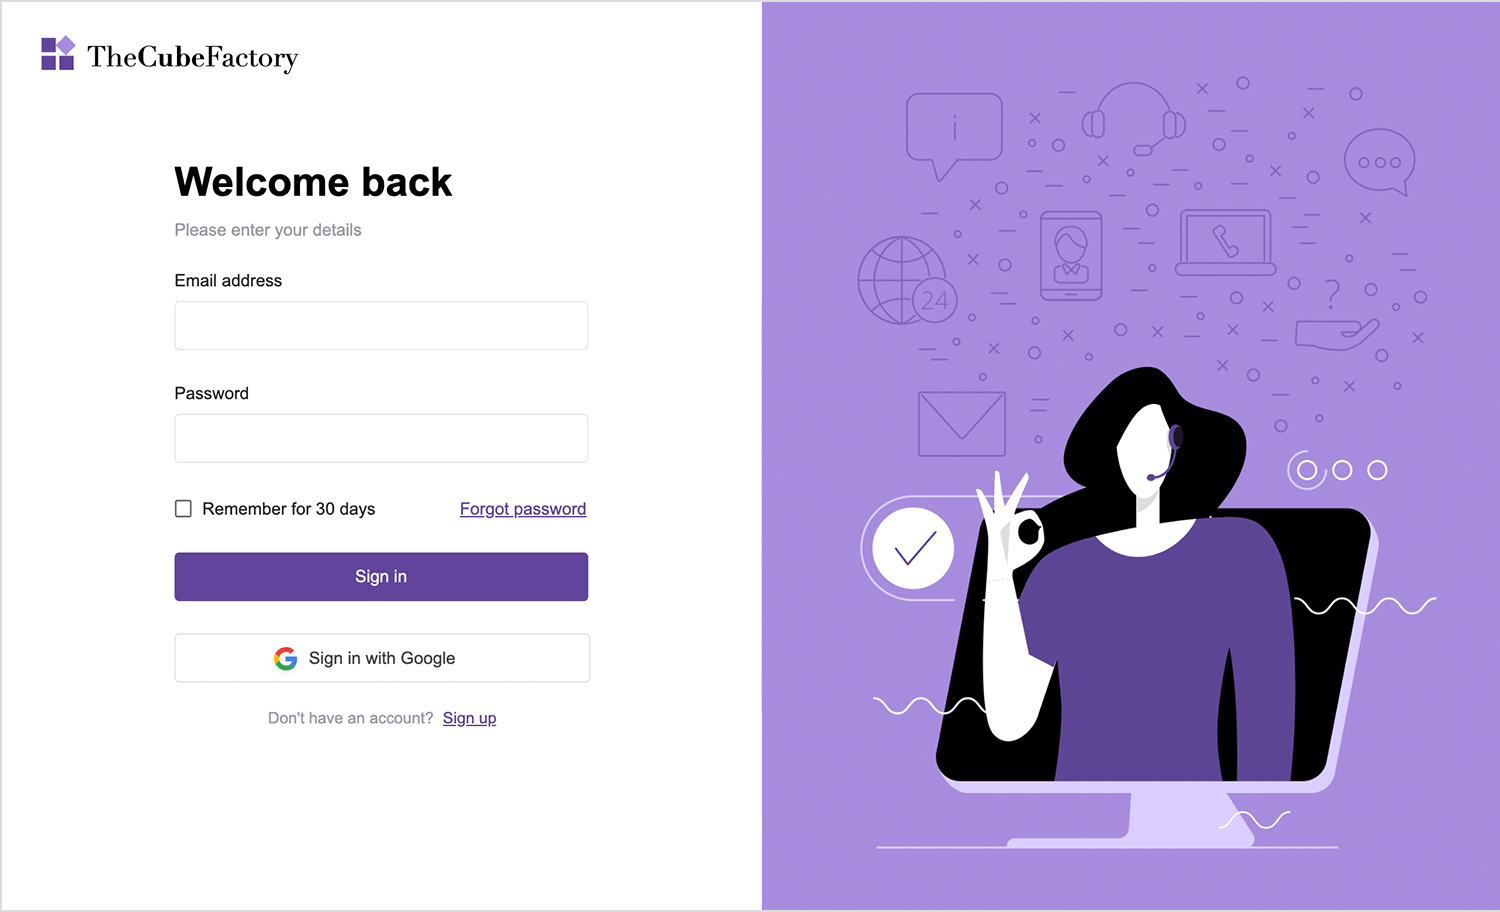 TheCubeFactory
Welcome back
Please enter your details
Email address
Password
Remember for 30 days
Forgot password
Sign in
Sign in with Google
Don't have an account? Sign up
i
24
?